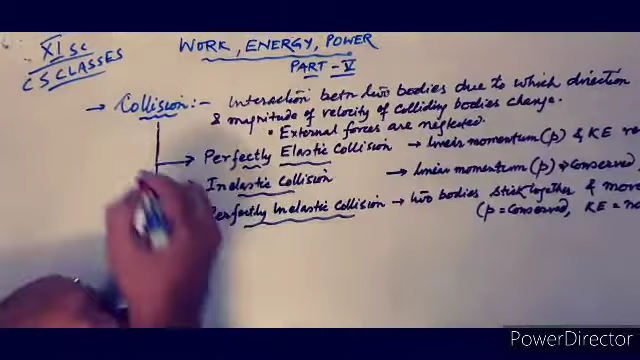 XI SC
CS CLASSES
WORK, ENERGY, POWER
PART - V
→ Collision :- Interaction betn two bodies due to which direction
& magnitude of velocity of colliding bodies change.
• External forces are neglected.
→ Perfectly Elastic Collision → linear momentum (p) & KE
Inelastic Collision → linear momentum (p) → Conserved,
Perfectly Inelastic Collision → two bodies stick together &
(p = Conserved, KE =
PowerDirector